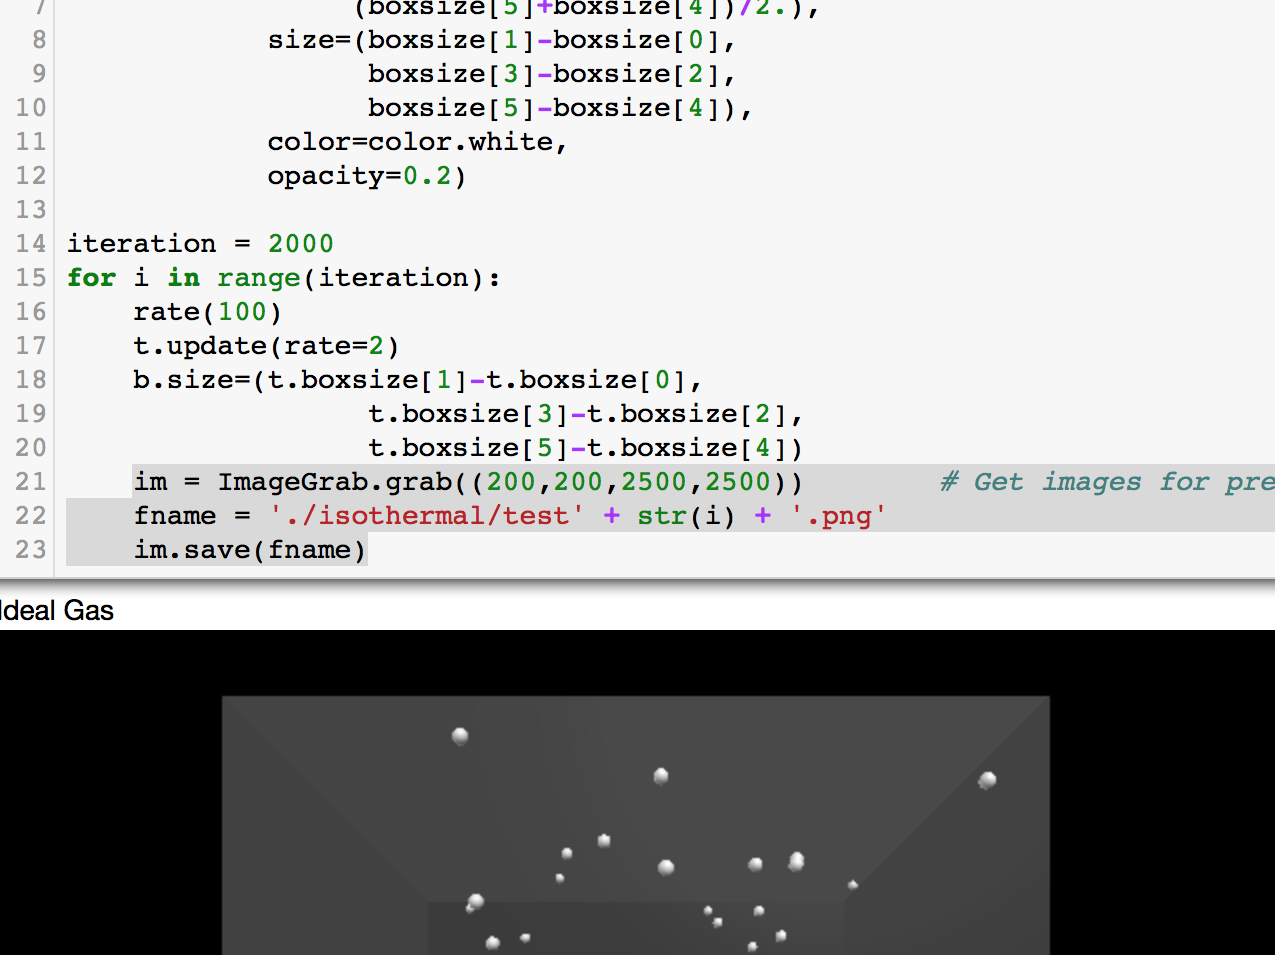 7 (boxsize[5]+boxsize[4])/2.),
8 size=(boxsize[1]-boxsize[0],
9 boxsize[3]-boxsize[2],
10 boxsize[5]-boxsize[4]),
11 color=color.white,
12 opacity=0.2)
13
14 iteration = 2000
15 for i in range(iteration):
16 rate(100)
17 t.update(rate=2)
18 b.size=(t.boxsize[1]-t.boxsize[0],
19 t.boxsize[3]-t.boxsize[2],
20 t.boxsize[5]-t.boxsize[4])
21 im = ImageGrab.grab((200,200,2500,2500)) # Get images for pre
22 fname = './isothermal/test' + str(i) + '.png'
23 im.save(fname)
Ideal Gas